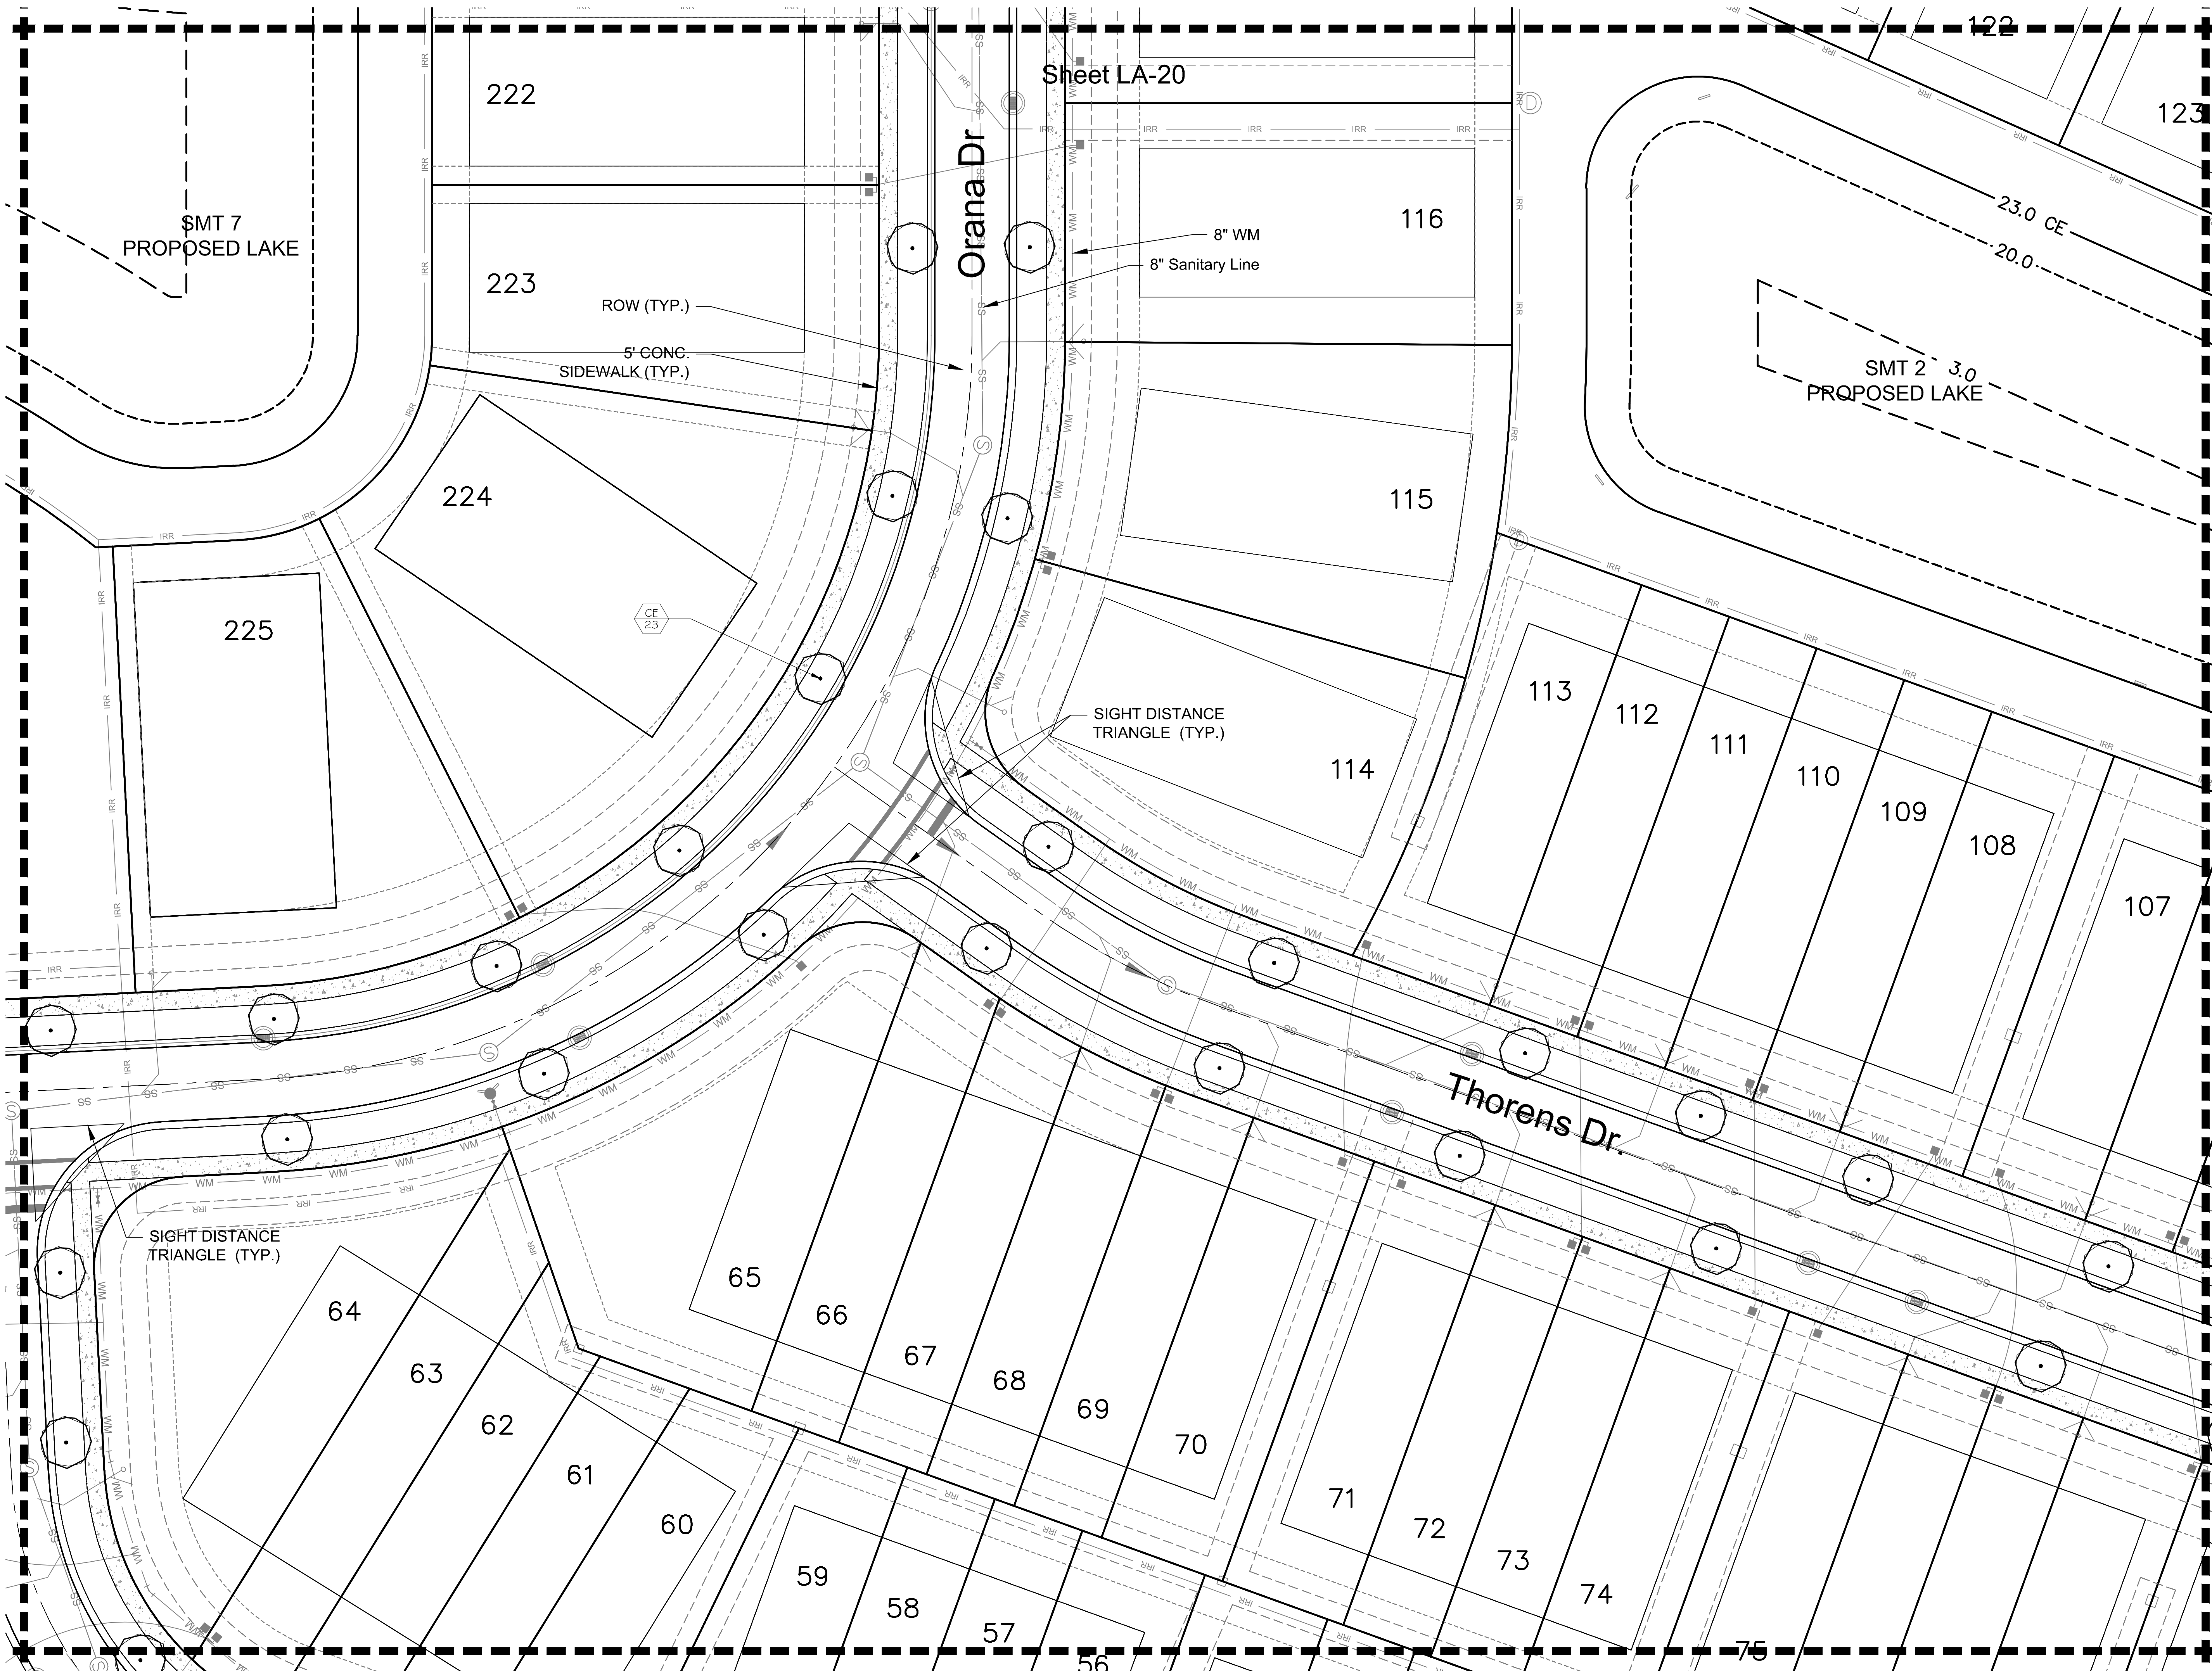 122
Sheet LA-20
222
123
Orana Dr
116
SMT 7
PROPOSED LAKE
23.0 CE
20.0
8" WM
8" Sanitary Line
223
ROW (TYP.)
5' CONC.
SIDEWALK (TYP.)
SMT 2
PROPOSED LAKE
3.0
224
115
CE
23
225
113
112
111
110
109
108
107
SIGHT DISTANCE
TRIANGLE (TYP.)
114
Thorens Dr.
SIGHT DISTANCE
TRIANGLE (TYP.)
64
63
62
61
60
65
66
67
68
69
70
71
72
73
74
59
58
57
56
75
IRR
WM
SS
S
D